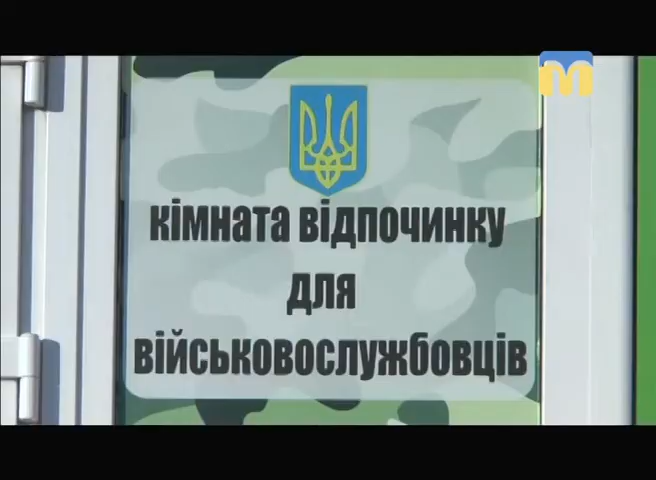 кімната відпочинку
для
військовослужбовців